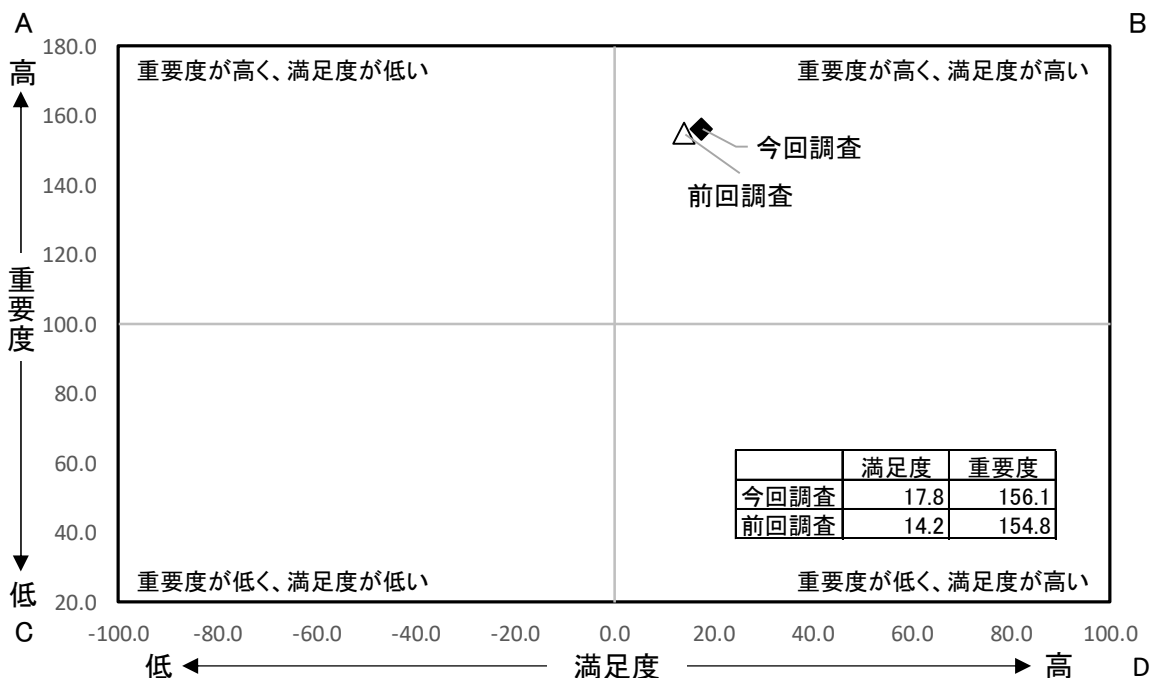 A
B
180.0
高
重要度が高く、満足度が低い
重要度が高く、満足度が高い
160.0
今回調査
140.0
前回調査
120.0
重要度
100.0
80.0
60.0
満足度 重要度
今回調査 17.8 156.1
前回調査 14.2 154.8
40.0
低
重要度が低く、満足度が低い
重要度が低く、満足度が高い
20.0
C
-100.0 -80.0 -60.0 -40.0 -20.0 0.0 20.0 40.0 60.0 80.0 100.0
低 満足度 高
D